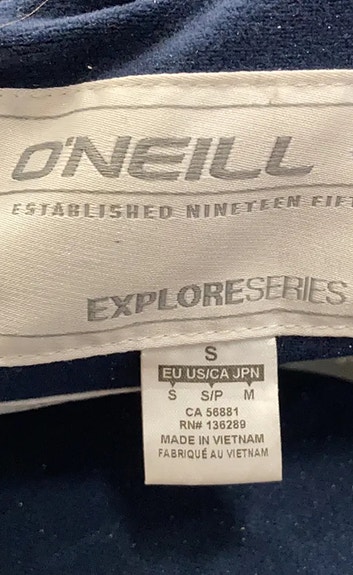 O'NEILL
ESTABLISHED NINETEEN
EXPLORESERIES
S
EU US/CA JPN
S S/P M
CA 56881
RN# 136289
MADE IN VIETNAM
FABRIQUÉ AU VIETNAM